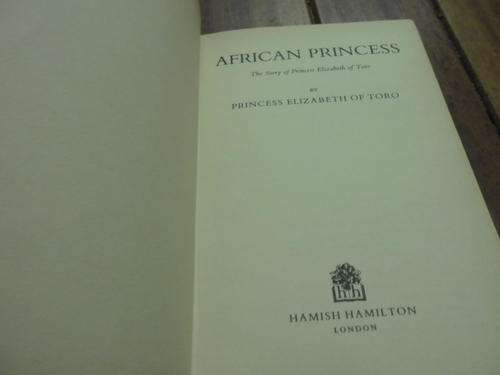 AFRICAN PRINCESS
The Story of Princess Elizabeth of Toro
BY
PRINCESS ELIZABETH OF TORO
hh
HAMISH HAMILTON
LONDON